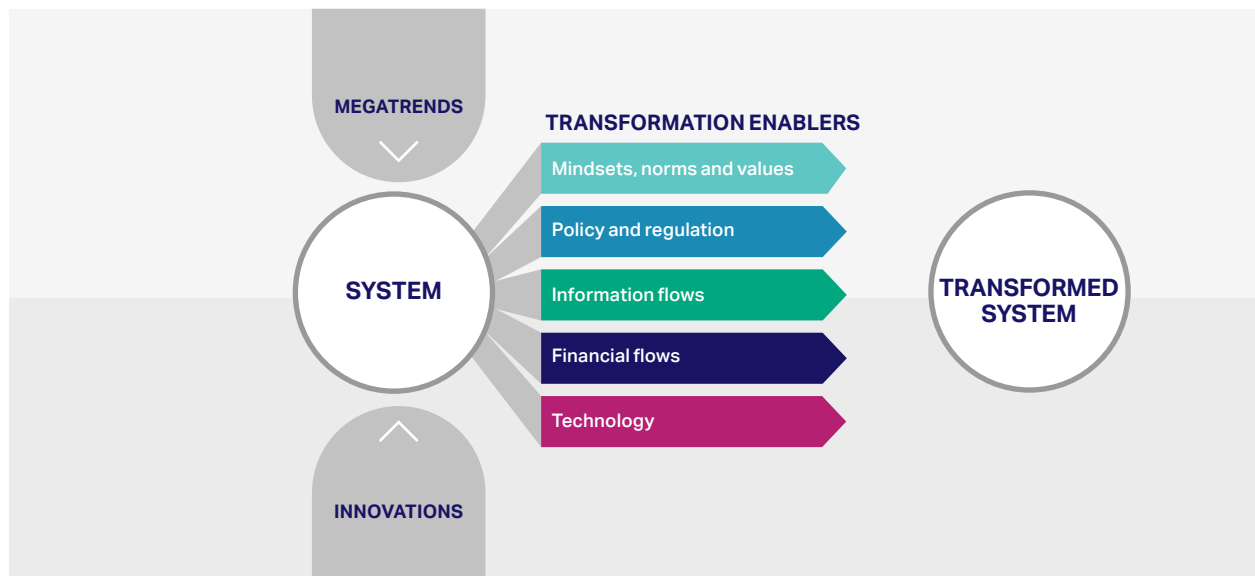 MEGATRENDS
TRANSFORMATION ENABLERS
Mindsets, norms and values
Policy and regulation
SYSTEM
Information flows
TRANSFORMED
SYSTEM
Financial flows
Technology
INNOVATIONS